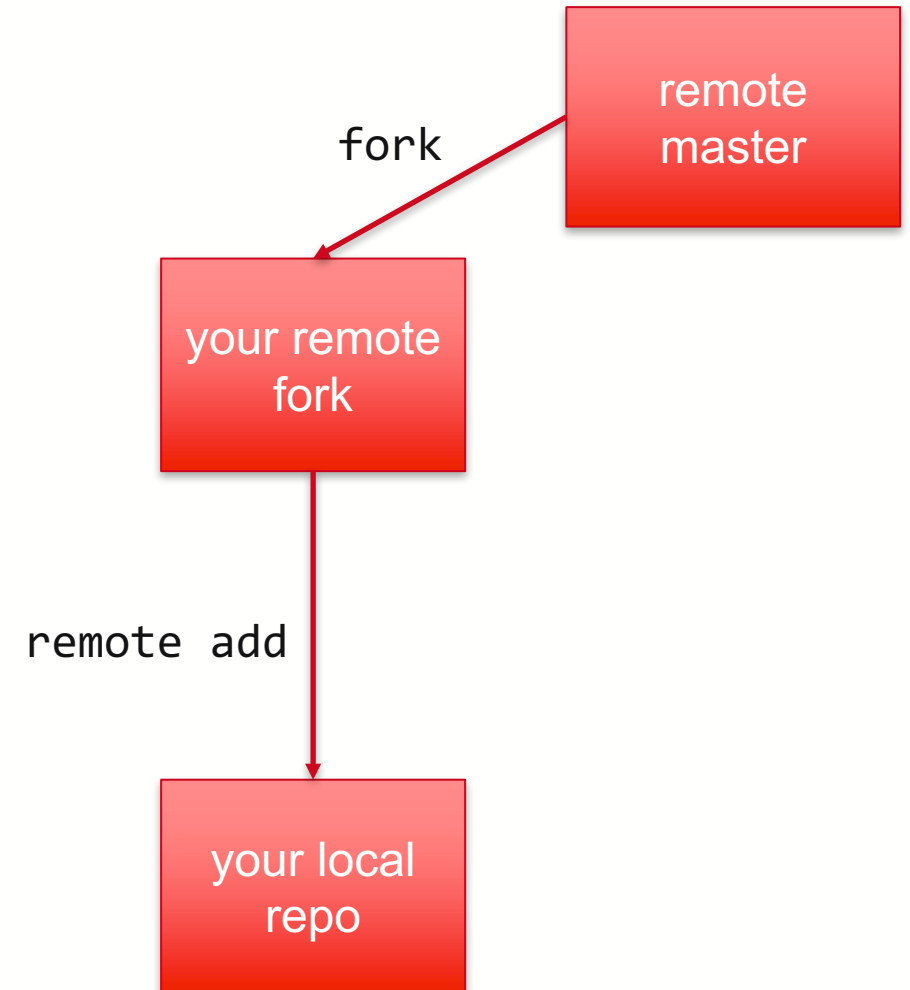 remote
master
fork
your remote
fork
remote add
your local
repo